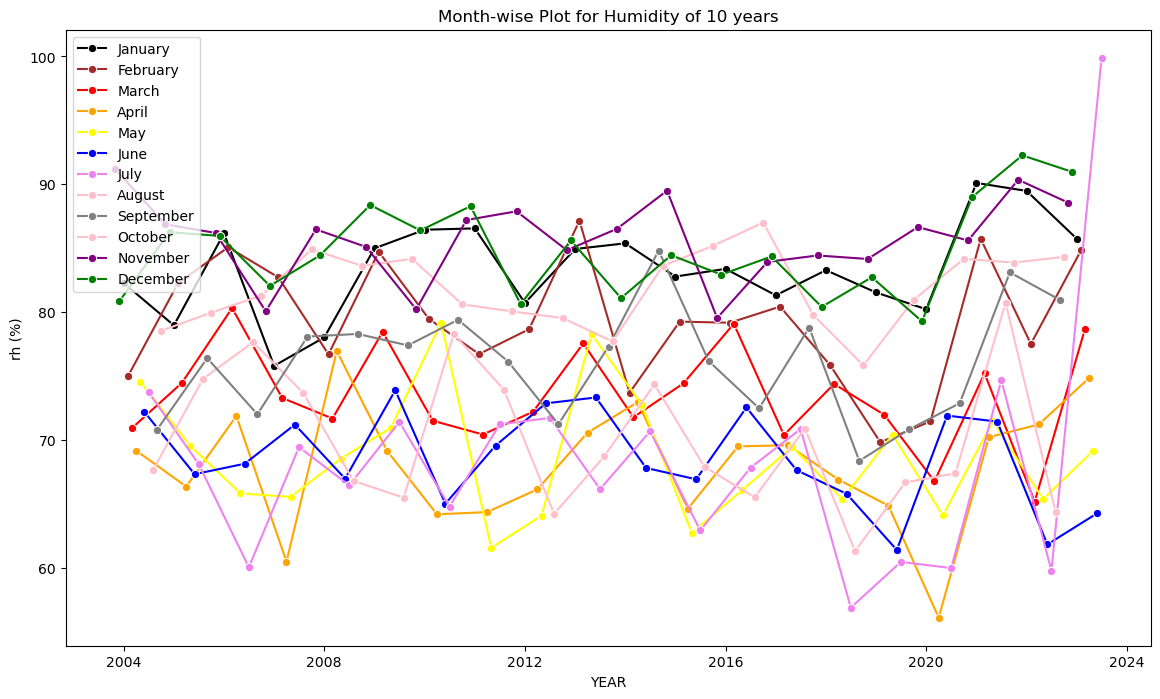 Month-wise Plot for Humidity of 10 years
January
February
March
April
May
June
July
August
September
October
November
December
100
90
80
70
60
rh (%)
2004
2008
2012
2016
2020
2024
YEAR